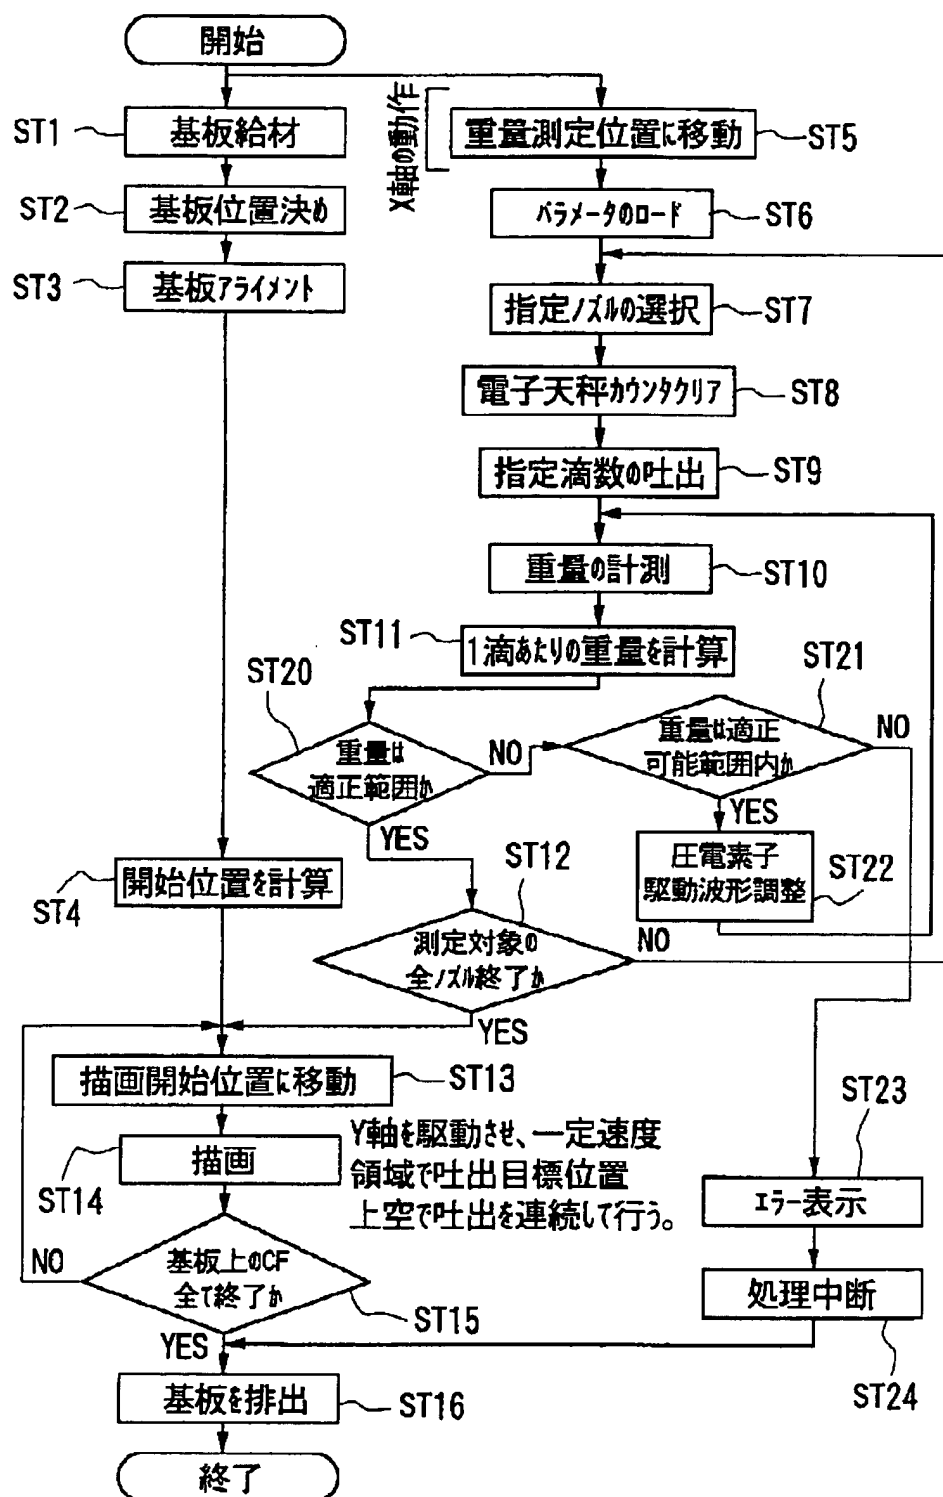 開始
ST1
基板給材
X軸の動作
重量測定位置に移動
ST5
ST2
基板位置決め
パラメータのロード
ST6
ST3
基板アライメント
指定ノズルの選択
ST7
電子天秤カウンタクリア
ST8
指定滴数の吐出
ST9
重量の計測
ST10
ST11
1滴あたりの重量を計算
ST20
重量は
適正範囲か
NO
YES
ST21
重量は適正
可能範囲内か
NO
YES
圧電素子
駆動波形調整
ST22
ST4
開始位置を計算
ST12
測定対象の
全ノズル終了か
NO
YES
描画開始位置に移動
ST13
描画
ST14
Y軸を駆動させ、一定速度
領域で吐出目標位置
上空で吐出を連続して行う。
ST23
エラー表示
NO
基板上のCF
全て終了か
ST15
YES
処理中断
ST24
基板を排出
ST16
終了